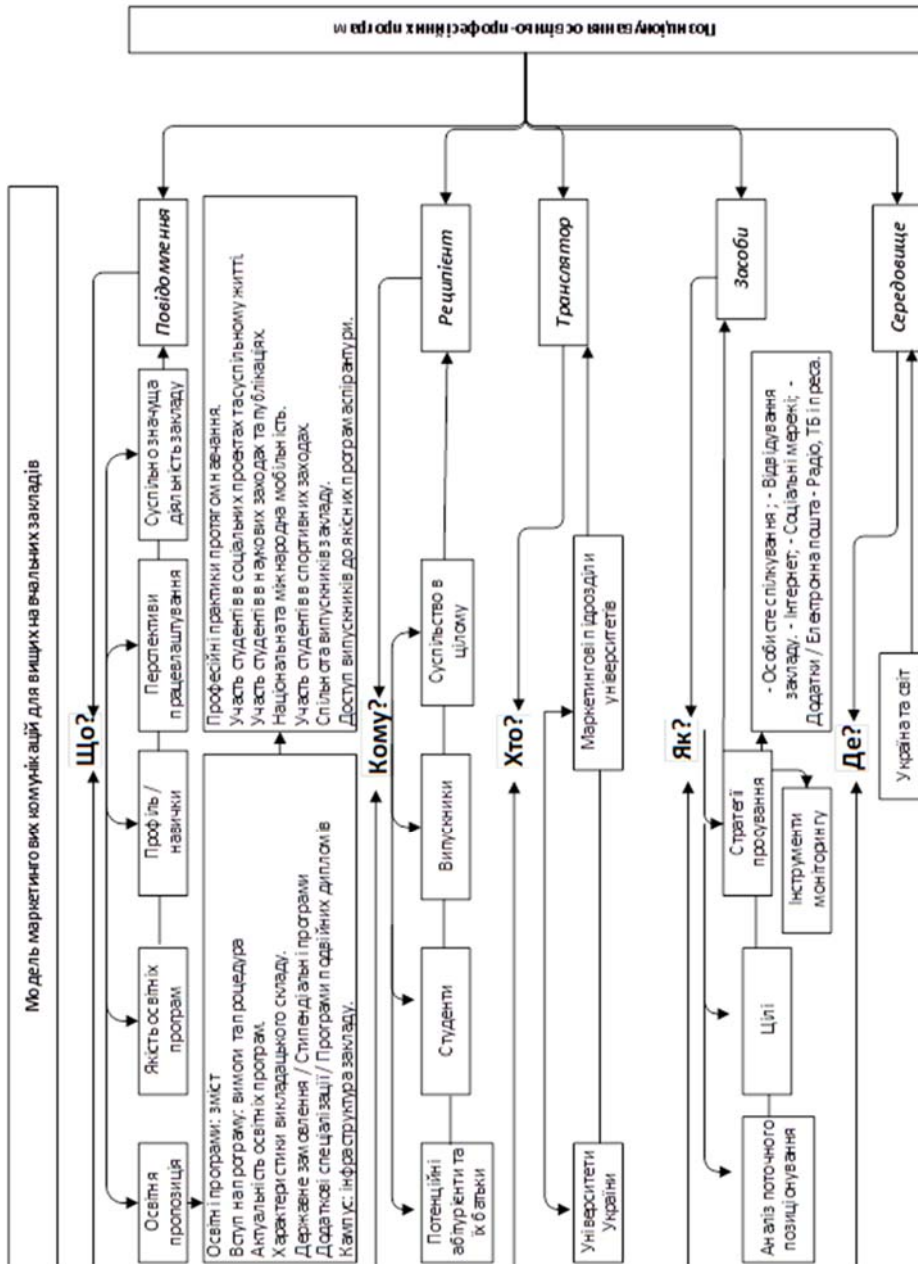 Модель маркетингових комунікацій для вищих навчальних закладів
Що?
Освітня
пропозиція
Якість освітніх
програм
Профіль /
навички
Перспективи
працевлаштування
Суспільно значуща
діяльність закладу
Повідомлення
Освітні програми: зміст
Вступ на програму: вимоги та процедура
Актуальність освітніх програм.
Характеристики викладацького складу.
Державне замовлення / Стипендіальні програми
Додаткові спеціалізації / Програми подвійних дипломів
Кампус: інфраструктура закладу.
Професійні практики протягом навчання.
Участь студентів в соціальних проектах та суспільному житті.
Участь студентів в наукових заходах та публікаціях.
Національна та міжнародна мобільність.
Участь студентів в спортивних заходах.
Спільнота випускників закладу.
Доступ випускників до якісних програм аспірантури.
Кому?
Потенційні
абітурієнти та
їх батьки
Студенти
Випускники
Суспільство в
цілому
Реципієнт
Хто?
Університети
України
Маркетингові підрозділи
університетів
Транслятор
Як?
Аналіз поточного
позиціонування
Цілі
Стратегії
просування
Інструменти
моніторингу
- Особисте спілкування ; - Відвідування
закладу. - Інтернет; - Соціальні мережі; -
Додатки / Електронна пошта - Радіо, ТБ і преса.
Засоби
Де?
Україна та світ
Середовище
Позиціонування освітньо-професійних програм